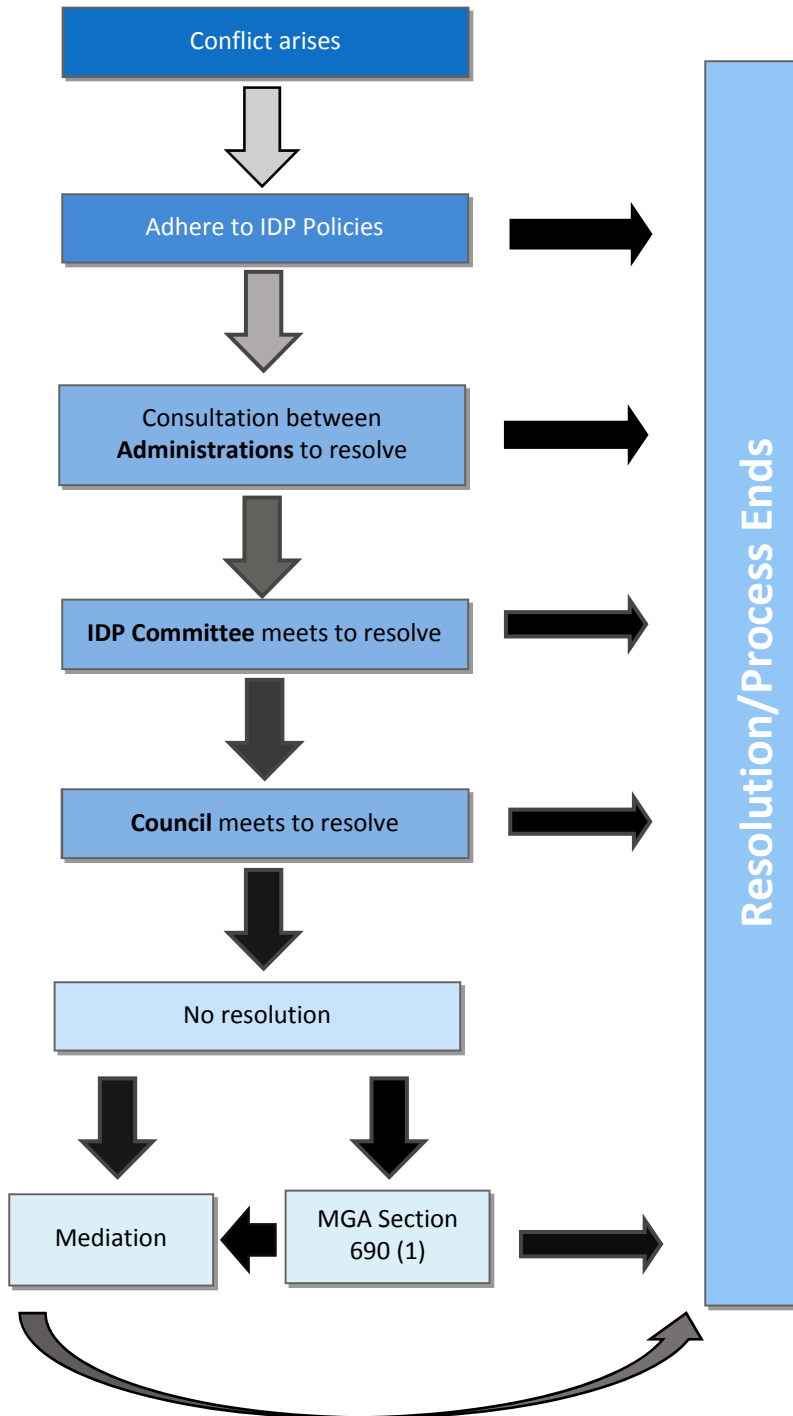 Conflict arises
Adhere to IDP Policies
Consultation between
Administrations to resolve
IDP Committee meets to resolve
Council meets to resolve
No resolution
Mediation
MGA Section
690 (1)
Resolution/Process Ends